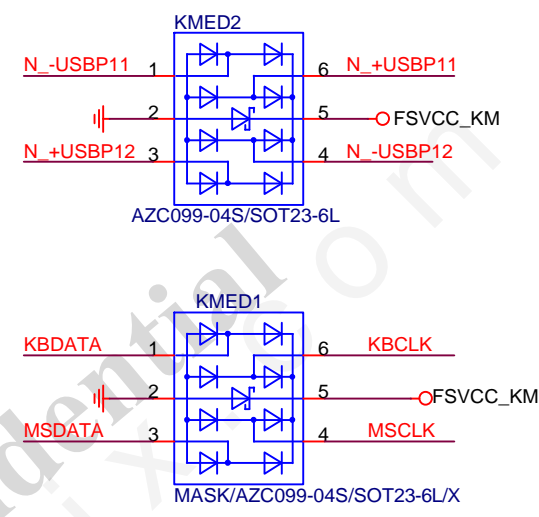 KMED2
N_-USBP11 1 6 N_+USBP11
2 5 FSVCC_KM
N_+USBP12 3 4 N_-USBP12
AZC099-04S/SOT23-6L
KMED1
KBDATA 1 6 KBCLK
2 5 FSVCC_KM
MSDATA 3 4 MSCLK
MASK/AZC099-04S/SOT23-6L/X